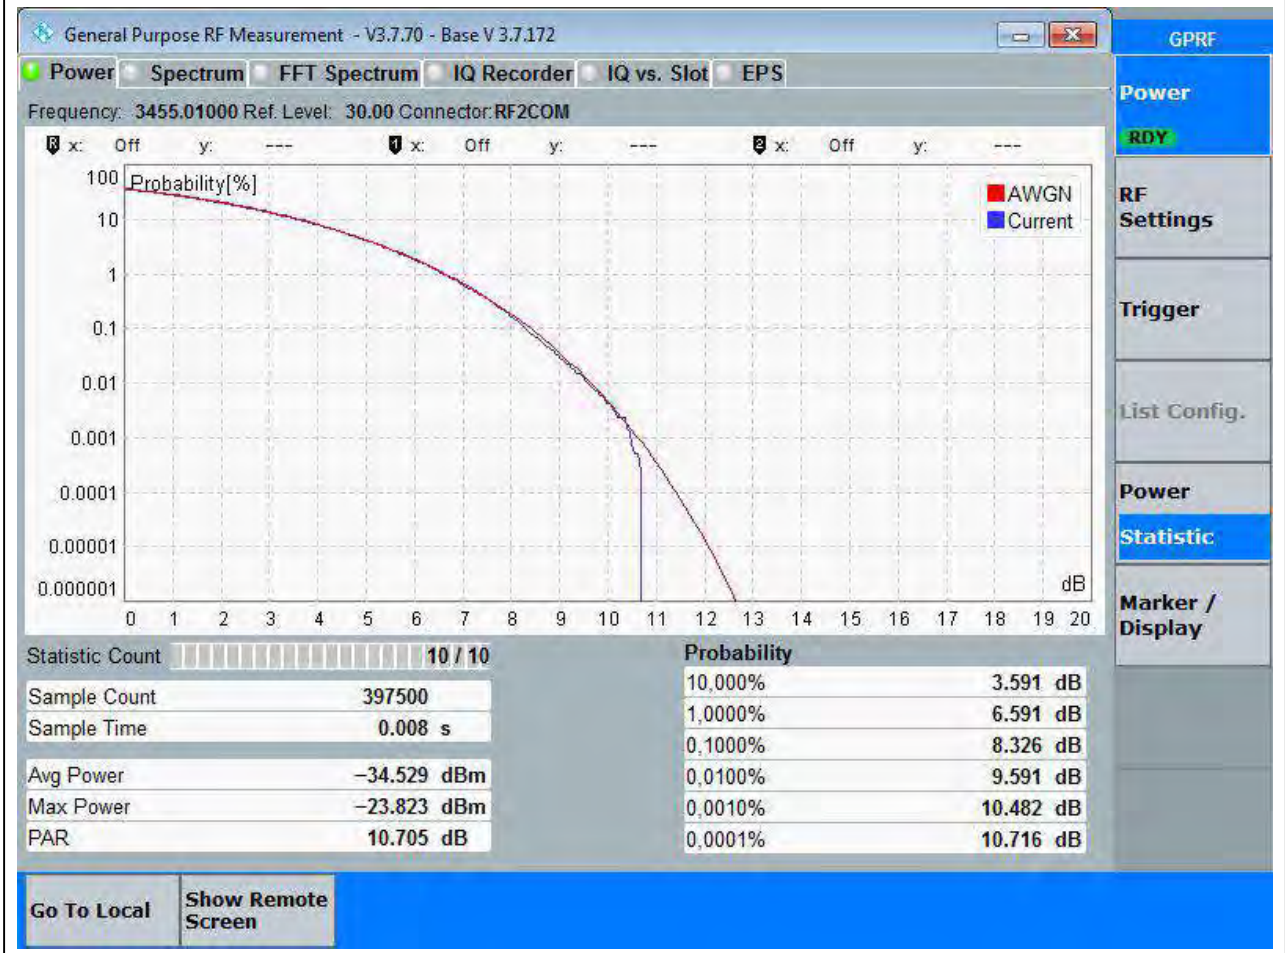 General Purpose RF Measurement - V3.7.70 - Base V 3.7.172
GPRF
Power Spectrum FFT Spectrum IQ Recorder IQ vs. Slot EPS
Frequency: 3455.01000 Ref. Level: 30.00 Connector:RF2COM
R x: Off y: --- 1 x: Off y: --- 2 x: Off y: ---
Probability[%]
100
10
1
0.1
0.01
0.001
0.0001
0.00001
0.000001
AWGN
Current
dB
0 1 2 3 4 5 6 7 8 9 10 11 12 13 14 15 16 17 18 19 20
Statistic Count 10 / 10
Sample Count 397500
Sample Time 0.008 s
Avg Power −34.529 dBm
Max Power −23.823 dBm
PAR 10.705 dB
Probability
10,000% 3.591 dB
1,0000% 6.591 dB
0,1000% 8.326 dB
0,0100% 9.591 dB
0,0010% 10.482 dB
0,0001% 10.716 dB
Power
RDY
RF
Settings
Trigger
List Config.
Power
Statistic
Marker /
Display
Go To Local
Show Remote
Screen